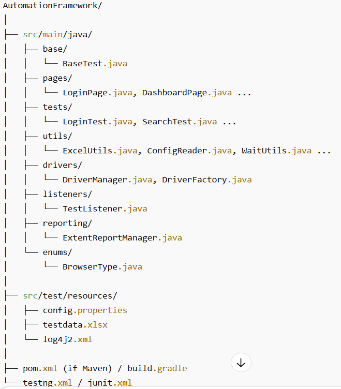 AutomationFramework/
│
├── src/main/java/
│   ├── base/
│   │   └── BaseTest.java
│   ├── pages/
│   │   └── LoginPage.java, DashboardPage.java ...
│   ├── tests/
│   │   └── LoginTest.java, SearchTest.java ...
│   ├── utils/
│   │   └── ExcelUtils.java, ConfigReader.java, WaitUtils.java ...
│   ├── drivers/
│   │   └── DriverManager.java, DriverFactory.java
│   ├── listeners/
│   │   └── TestListener.java
│   ├── reporting/
│   │   └── ExtentReportManager.java
│   └── enums/
│       └── BrowserType.java
│
├── src/test/resources/
│   ├── config.properties
│   ├── testdata.xlsx
│   └── log4j2.xml
│
├── pom.xml (if Maven) / build.gradle
├── testng.xml / junit.xml